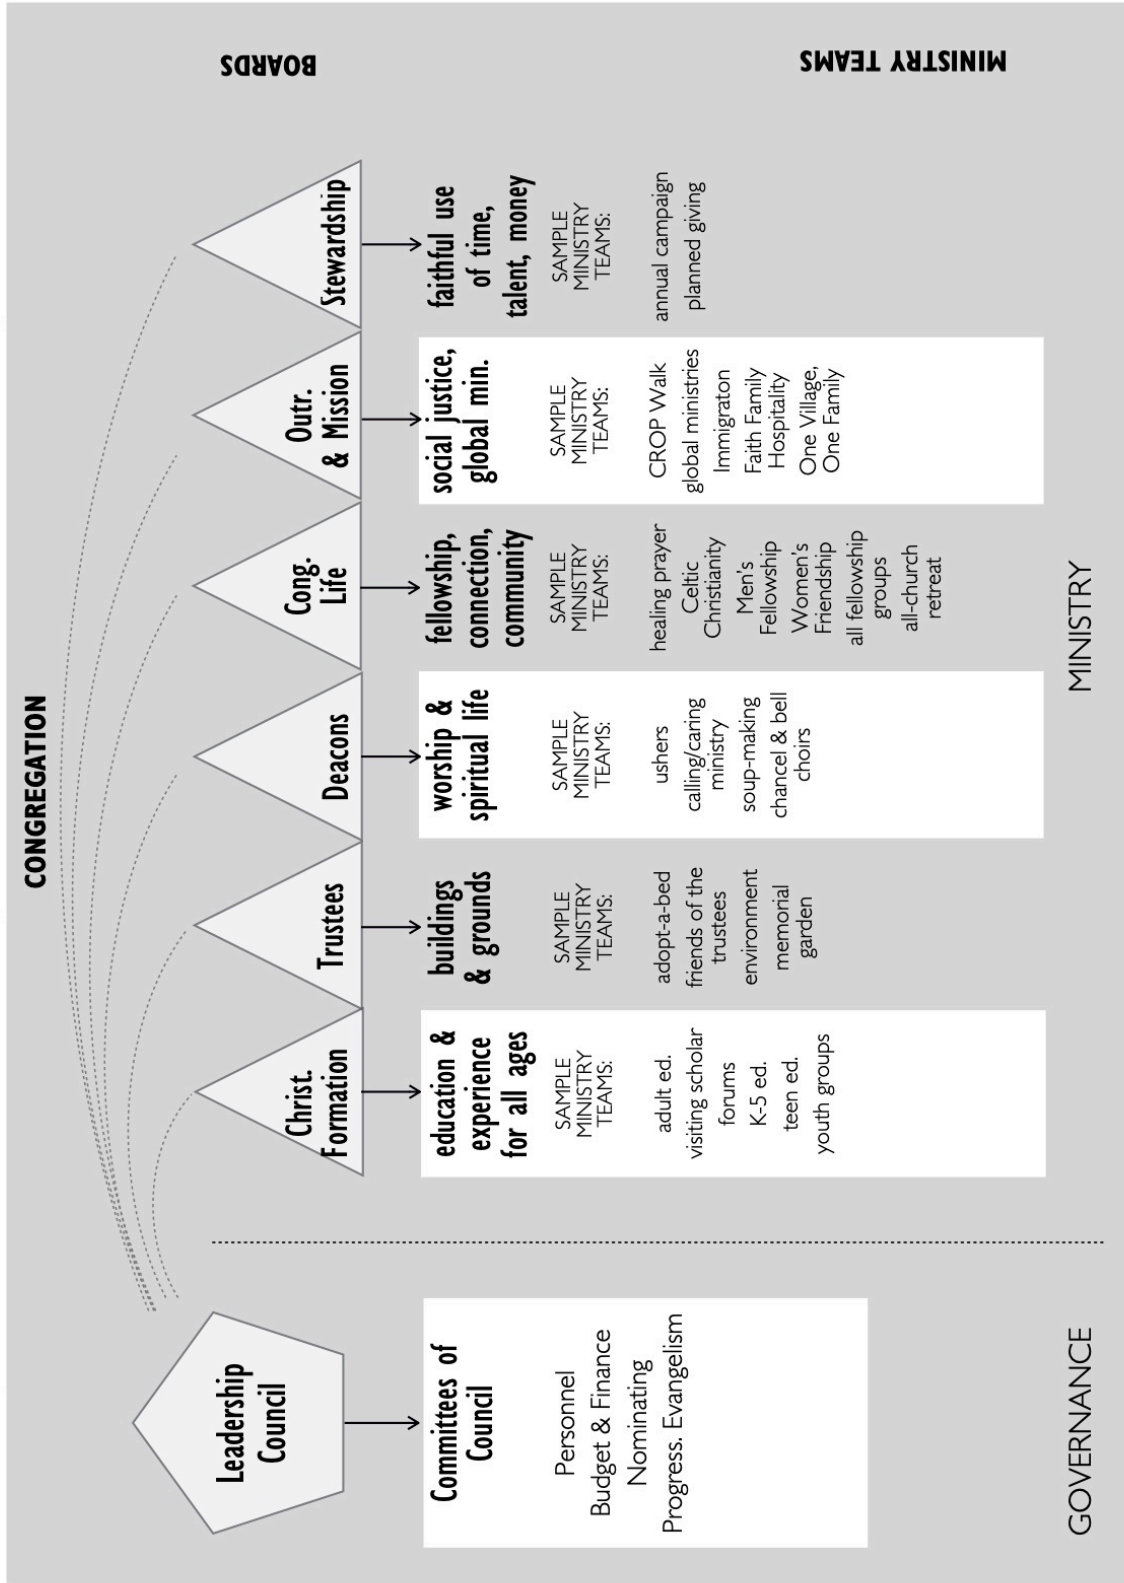 CONGREGATION
Leadership
Council
Committees of
Council
Personnel
Budget & Finance
Nominating
Progress. Evangelism
GOVERNANCE
Christ.
Formation
education &
experience
for all ages
SAMPLE
MINISTRY
TEAMS:
adult ed.
visiting scholar
forums
K-5 ed.
teen ed.
youth groups
Trustees
buildings
& grounds
SAMPLE
MINISTRY
TEAMS:
adopt-a-bed
friends of the
trustees
environment
memorial
garden
Deacons
worship &
spiritual life
SAMPLE
MINISTRY
TEAMS:
ushers
calling/caring
ministry
soup-making
chancel & bell
choirs
Cong.
Life
fellowship,
connection,
community
SAMPLE
MINISTRY
TEAMS:
healing prayer
Celtic
Christianity
Men's
Fellowship
Women's
Friendship
all fellowship
groups
all-church
retreat
Outr.
& Mission
social justice,
global min.
SAMPLE
MINISTRY
TEAMS:
CROP Walk
global ministries
Immigraton
Faith Family
Hospitality
One Village,
One Family
Stewardship
faithful use
of time,
talent, money
SAMPLE
MINISTRY
TEAMS:
annual campaign
planned giving
MINISTRY
BOARDS
MINISTRY TEAMS